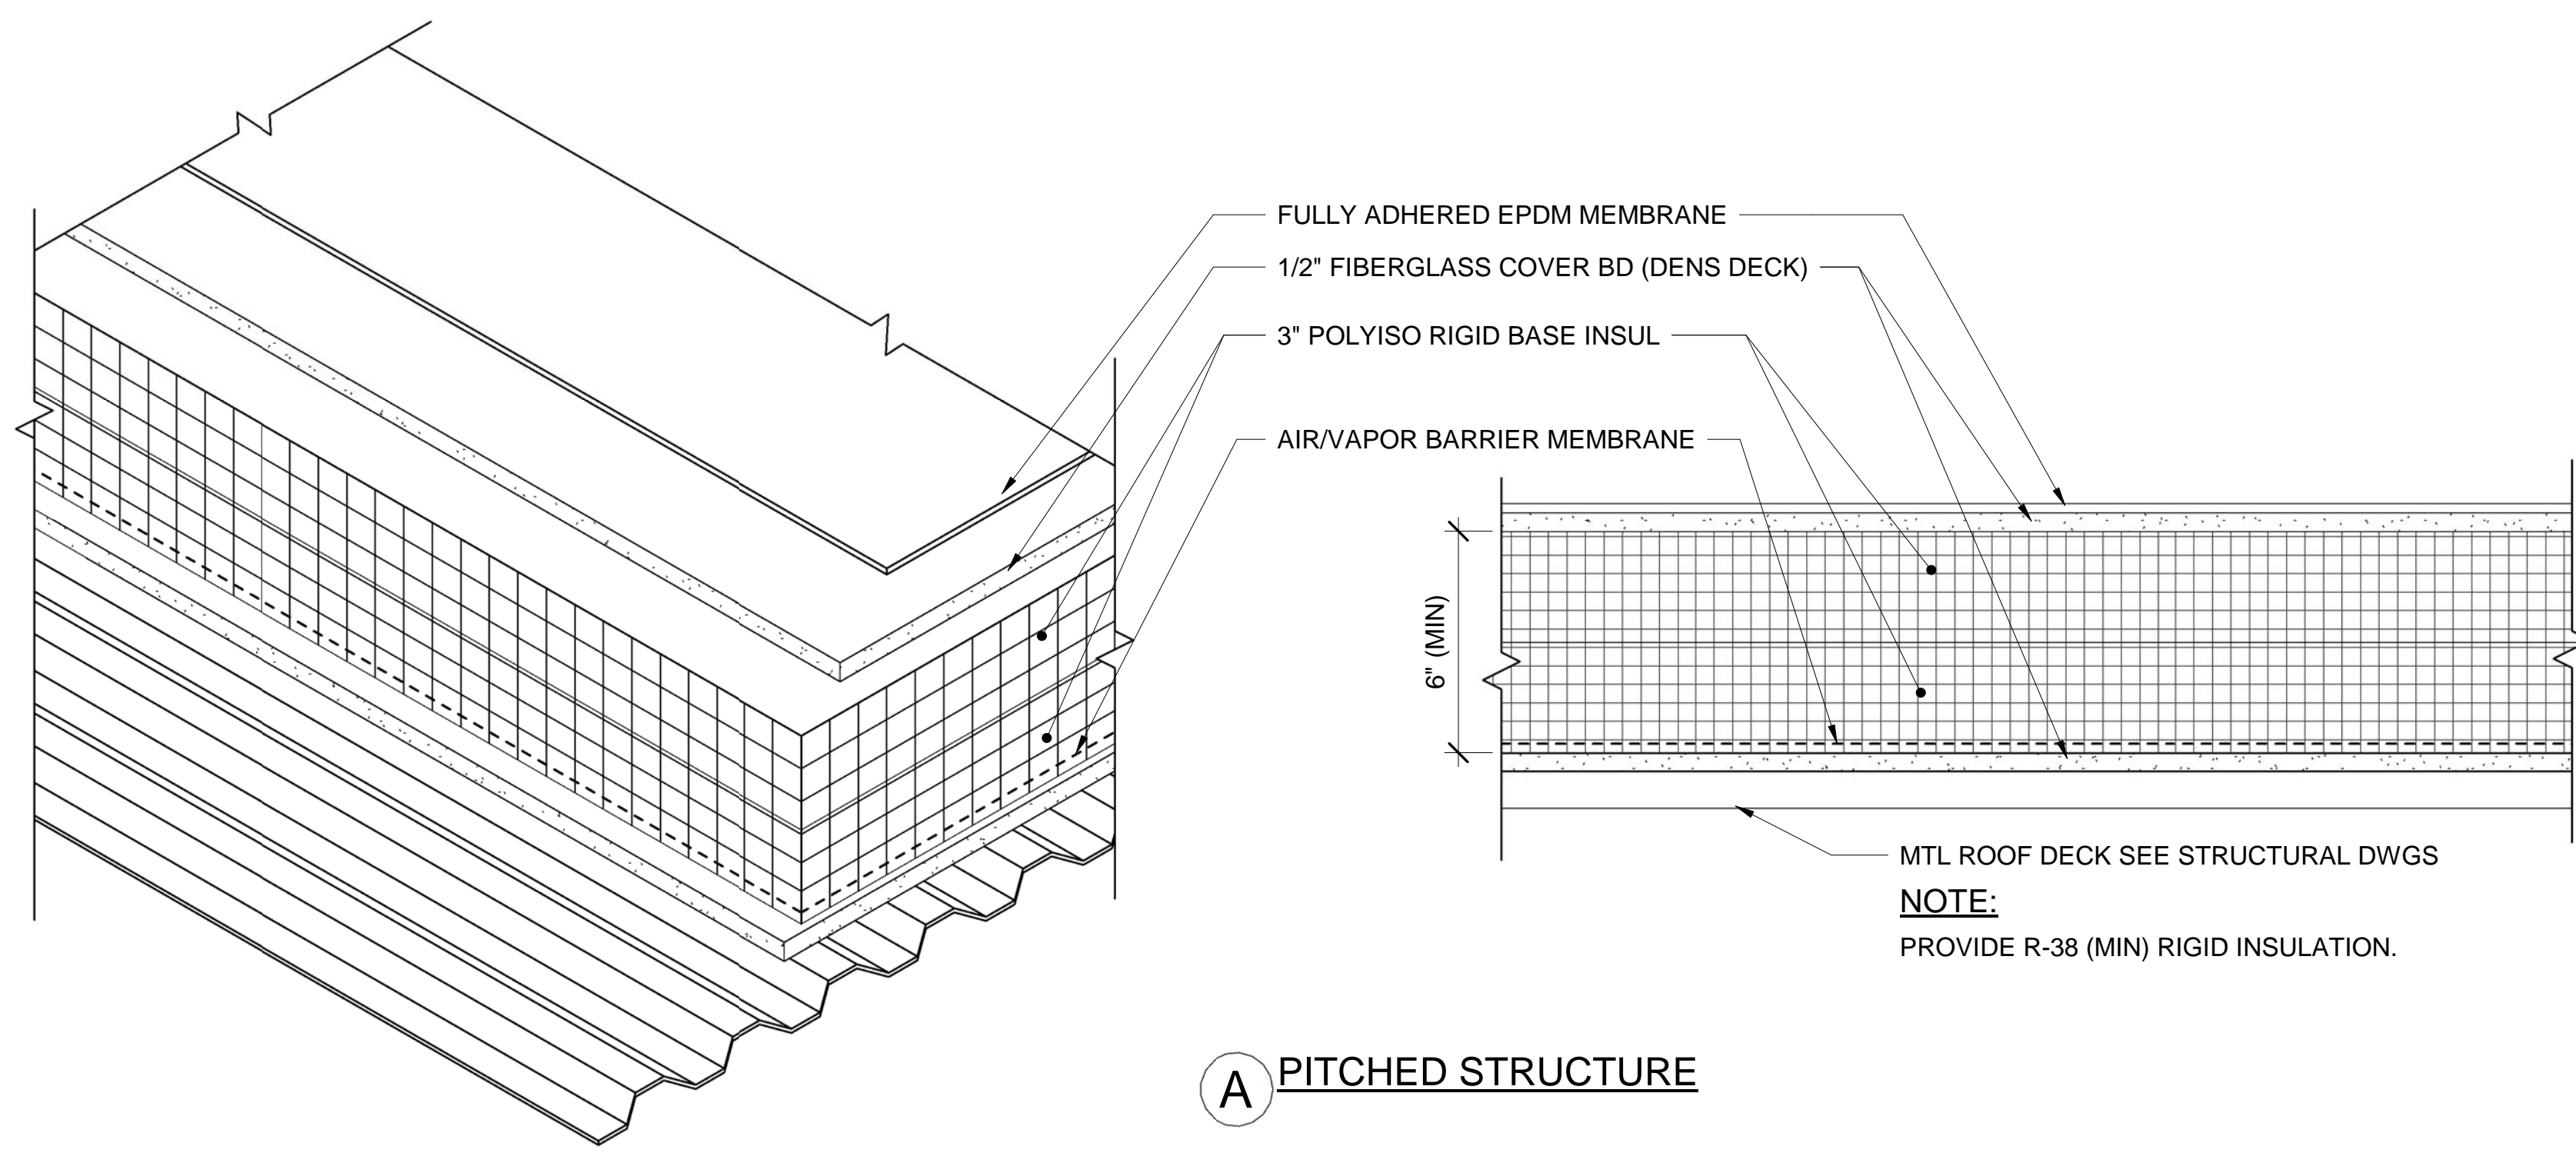 FULLY ADHERED EPDM MEMBRANE
1/2" FIBERGLASS COVER BD (DENS DECK)
3" POLYISO RIGID BASE INSUL
AIR/VAPOR BARRIER MEMBRANE
6" (MIN)
MTL ROOF DECK SEE STRUCTURAL DWGS
NOTE:
PROVIDE R-38 (MIN) RIGID INSULATION.
A PITCHED STRUCTURE